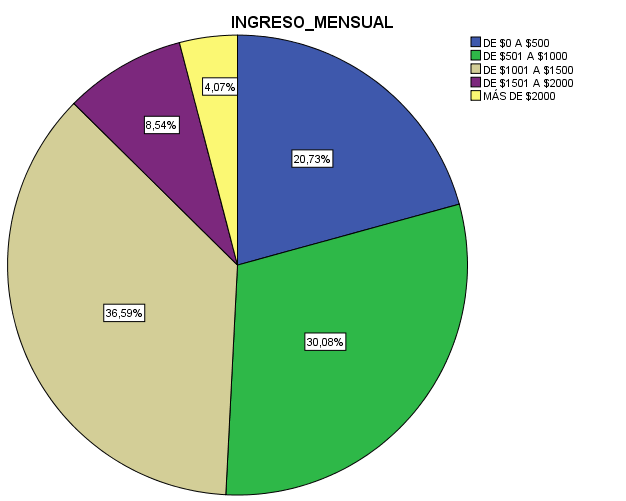 INGRESO_MENSUAL
DE $0 A $500
DE $501 A $1000
DE $1001 A $1500
DE $1501 A $2000
MÁS DE $2000
4,07%
8,54%
20,73%
36,59%
30,08%